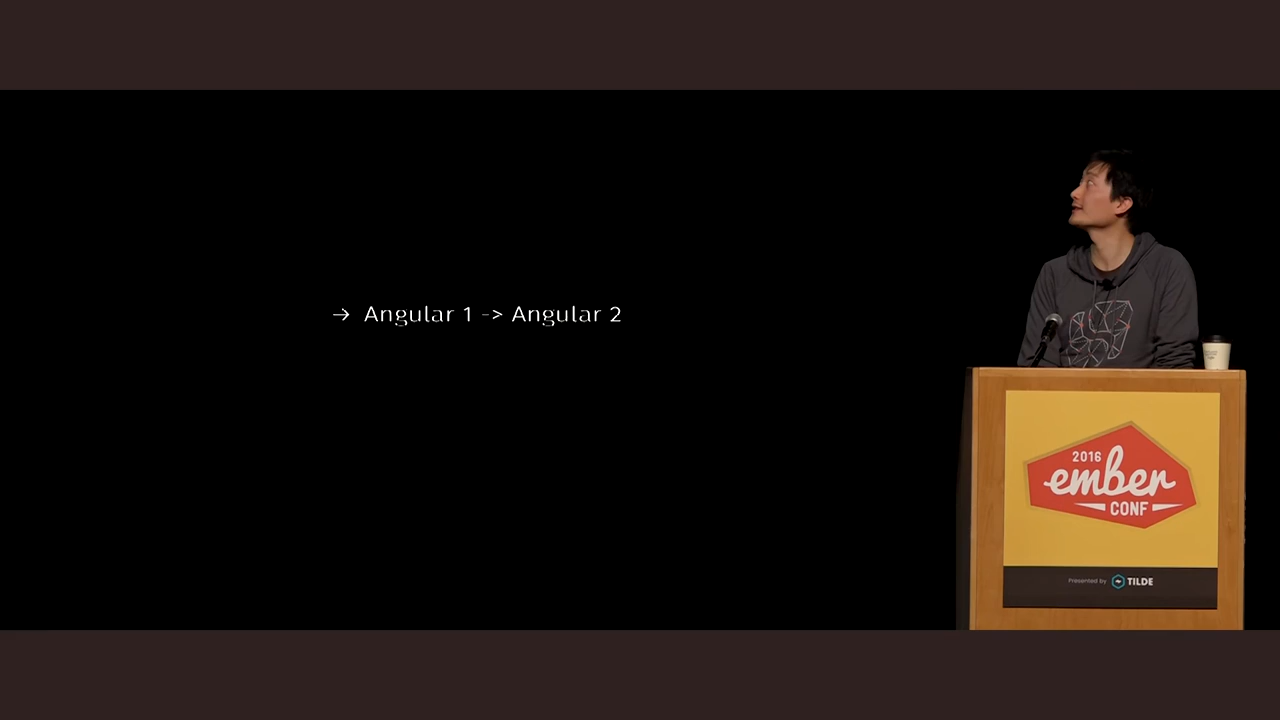 → Angular 1 -> Angular 2
2016
ember
CONF
Presented by TILDE